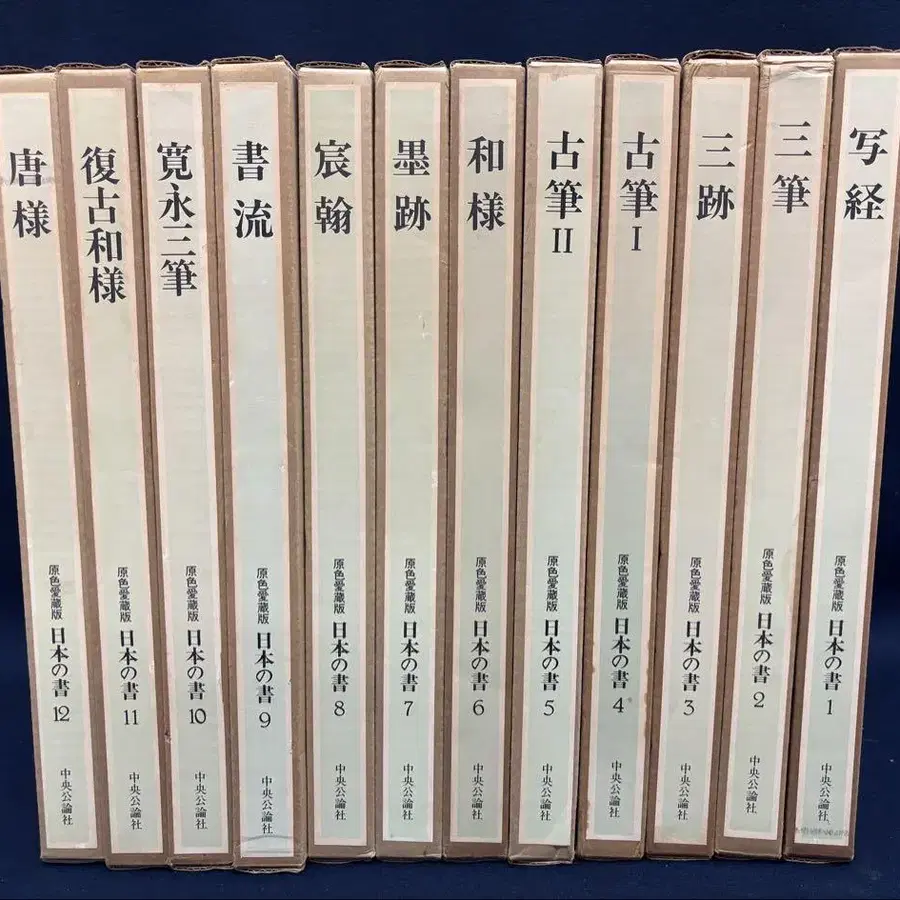 写経
原色愛蔵版 日本の書 1
中央公論社
三筆
原色愛蔵版 日本の書 2
中央公論社
三跡
原色愛蔵版 日本の書 3
中央公論社
古筆 I
原色愛蔵版 日本の書 4
中央公論社
古筆 II
原色愛蔵版 日本の書 5
中央公論社
和様
原色愛蔵版 日本の書 6
中央公論社
墨跡
原色愛蔵版 日本の書 7
中央公論社
宸翰
原色愛蔵版 日本の書 8
中央公論社
書流
原色愛蔵版 日本の書 9
中央公論社
寛永三筆
原色愛蔵版 日本の書 10
中央公論社
復古和様
原色愛蔵版 日本の書 11
中央公論社
唐様
原色愛蔵版 日本の書 12
中央公論社